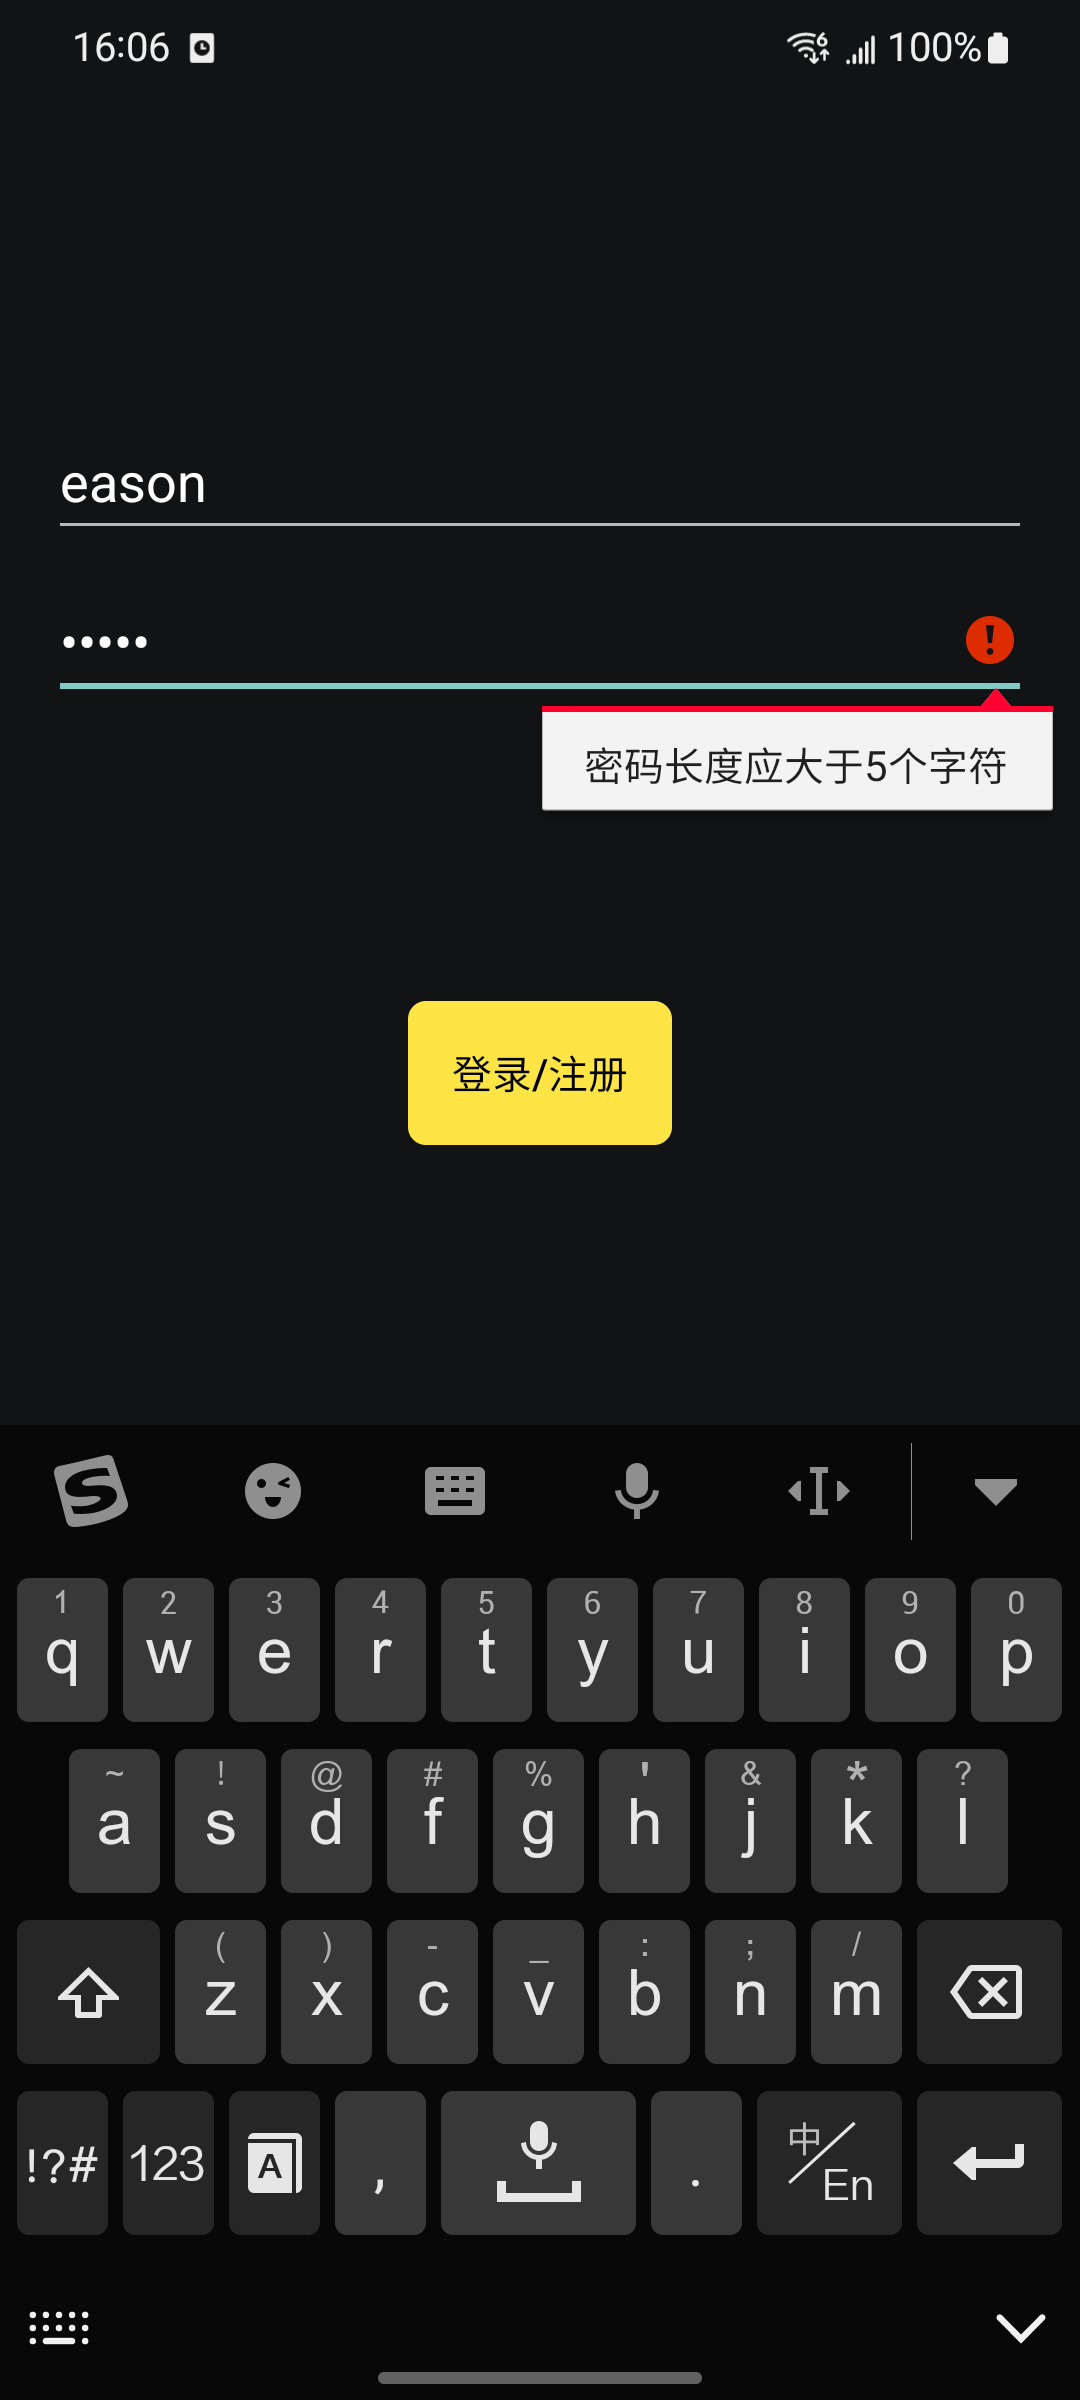 16:06 6 100%
eason
•••••
密码长度应大于5个字符
登录/注册
1 2 3 4 5 6 7 8 9 0
q w e r t y u i o p
~ ! @ # % ' & * ?
a s d f g h j k l
( ) - _ : ; /
z x c v b n m
!?# 123 A , . 中/En